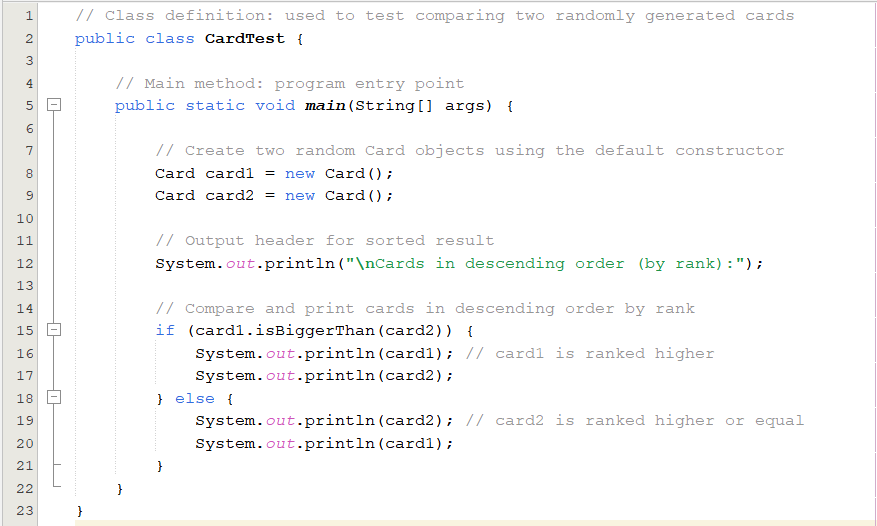 1 // Class definition: used to test comparing two randomly generated cards
2 public class CardTest {
3
4 // Main method: program entry point
5 public static void main(String[] args) {
6
7 // Create two random Card objects using the default constructor
8 Card card1 = new Card();
9 Card card2 = new Card();
10
11 // Output header for sorted result
12 System.out.println("\nCards in descending order (by rank):");
13
14 // Compare and print cards in descending order by rank
15 if (card1.isBiggerThan(card2)) {
16 System.out.println(card1); // card1 is ranked higher
17 System.out.println(card2);
18 } else {
19 System.out.println(card2); // card2 is ranked higher or equal
20 System.out.println(card1);
21 }
22 }
23 }